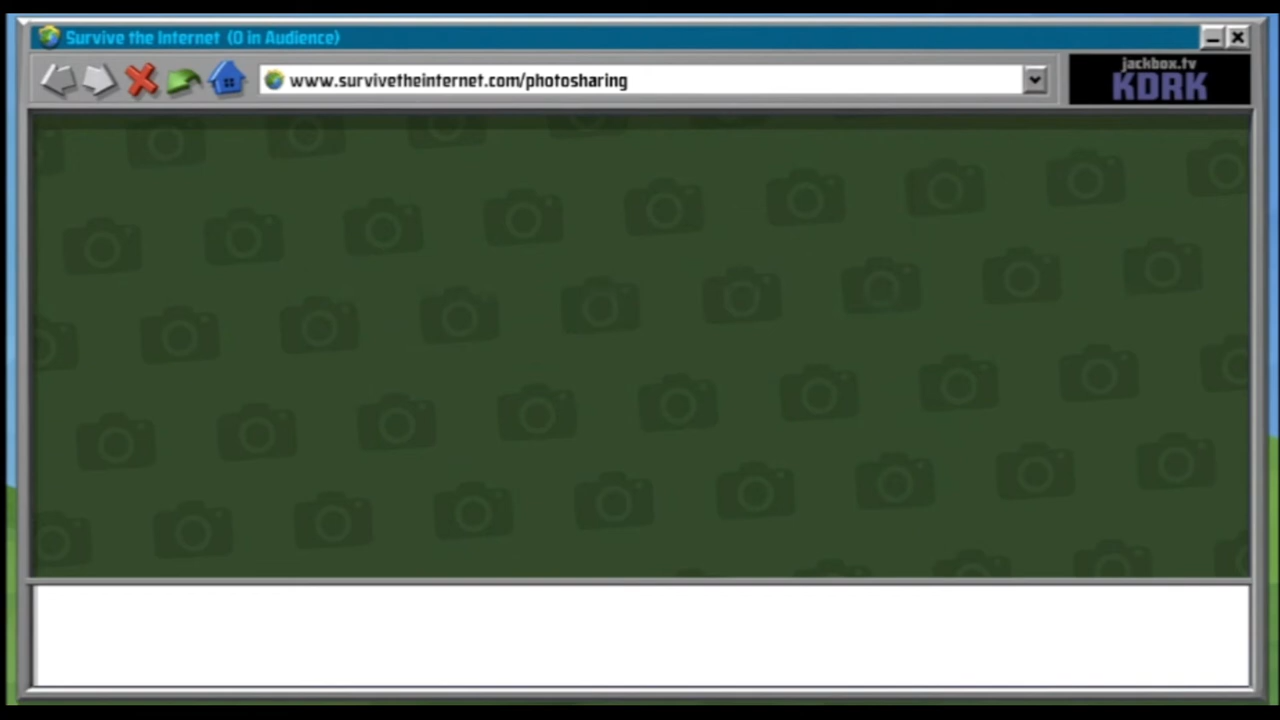 Survive the Internet (0 in Audience)
www.survivetheinternet.com/photosharing
jackbox.tv
KDRK